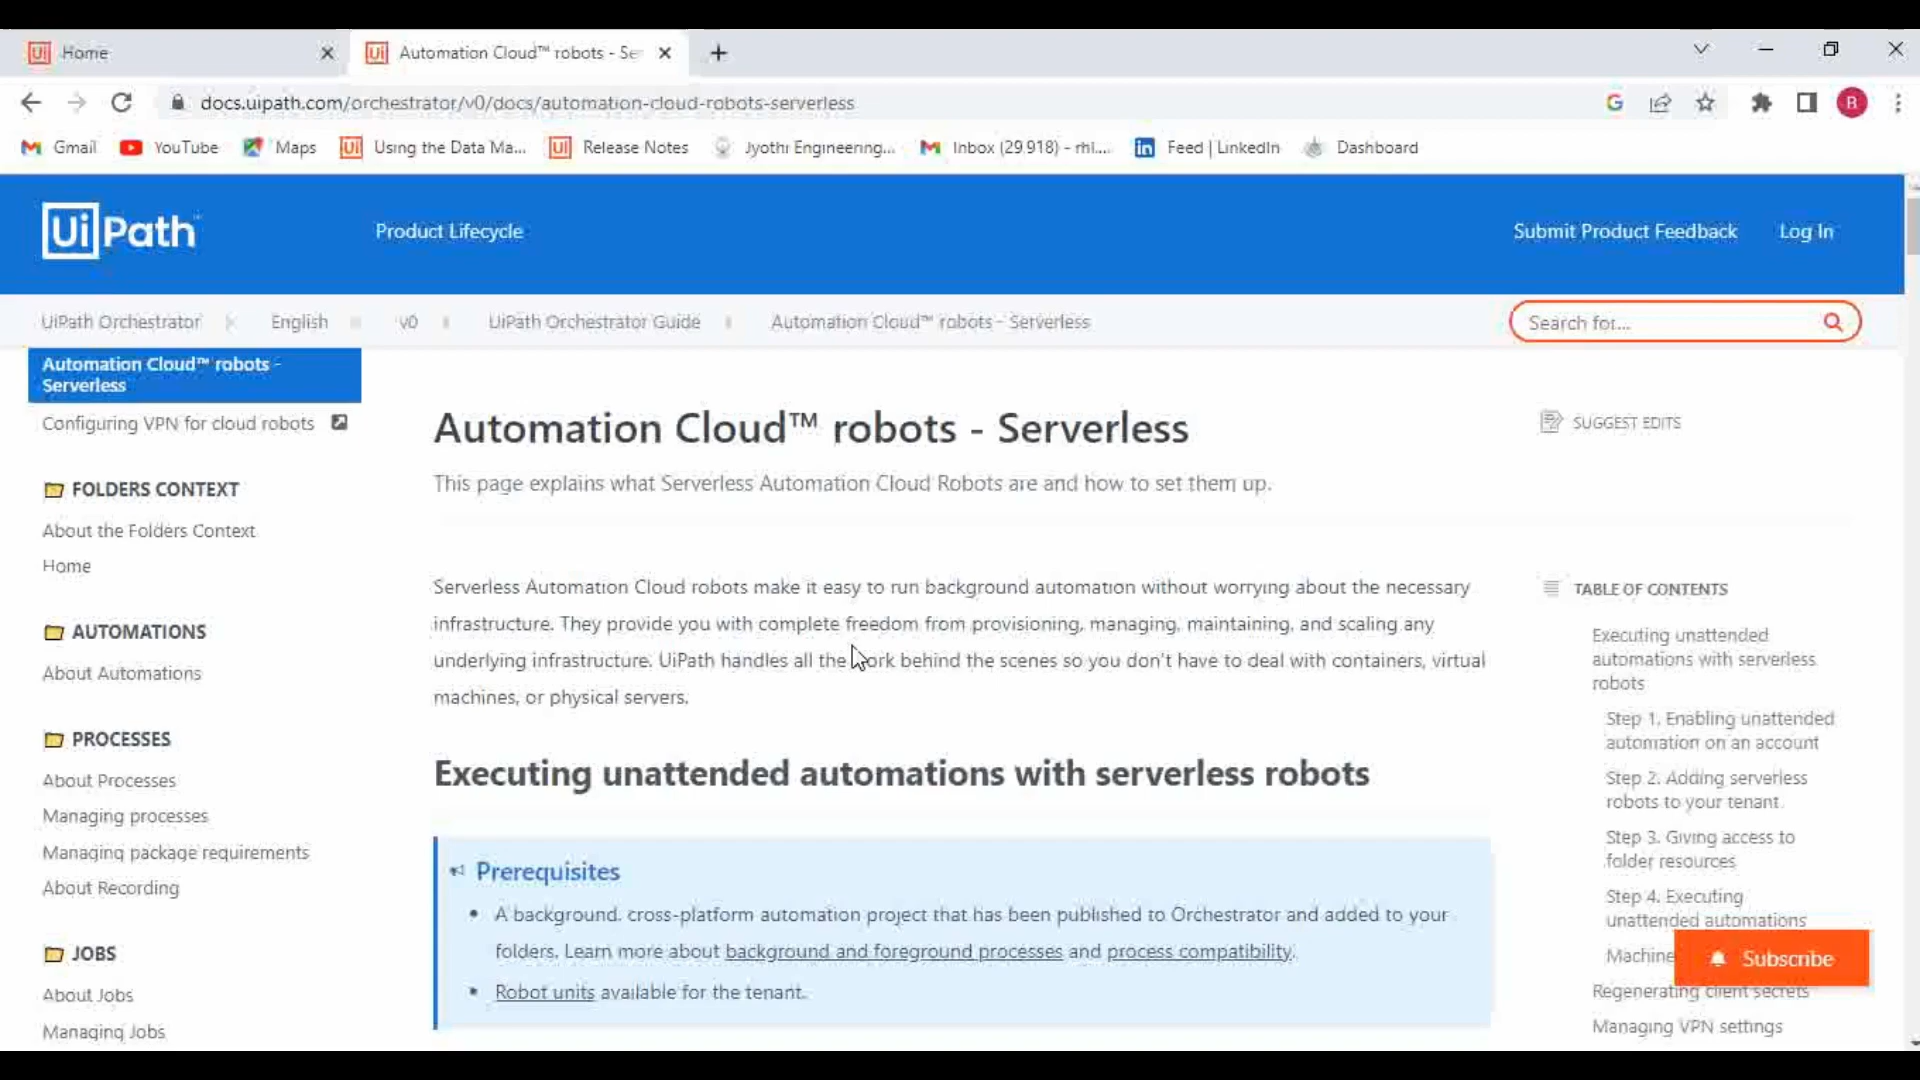 Home
Automation Cloud™ robots - Se
docs.uipath.com/orchestrator/v0/docs/automation-cloud-robots-serverless
Gmail
YouTube
Maps
Using the Data Ma...
Release Notes
Jyothi Engineering...
Inbox (29,918) - rhl....
Feed | LinkedIn
Dashboard
UiPath
Product Lifecycle
Submit Product Feedback
Log In
UiPath Orchestrator
English
v0
UiPath Orchestrator Guide
Automation Cloud™ robots - Serverless
Search for...
Automation Cloud™ robots -
Serverless
Configuring VPN for cloud robots
FOLDERS CONTEXT
About the Folders Context
Home
AUTOMATIONS
About Automations
PROCESSES
About Processes
Managing processes
Managing package requirements
About Recording
JOBS
About Jobs
Managing Jobs
Automation Cloud™ robots - Serverless
This page explains what Serverless Automation Cloud Robots are and how to set them up.
Serverless Automation Cloud robots make it easy to run background automation without worrying about the necessary
infrastructure. They provide you with complete freedom from provisioning, managing, maintaining, and scaling any
underlying infrastructure. UiPath handles all the work behind the scenes so you don't have to deal with containers, virtual
machines, or physical servers.
Executing unattended automations with serverless robots
Prerequisites
• A background, cross-platform automation project that has been published to Orchestrator and added to your
folders. Learn more about background and foreground processes and process compatibility.
• Robot units available for the tenant.
SUGGEST EDITS
TABLE OF CONTENTS
Executing unattended
automations with serverless
robots
Step 1. Enabling unattended
automation on an account
Step 2. Adding serverless
robots to your tenant
Step 3. Giving access to
folder resources
Step 4. Executing
unattended automations
Machine
Subscribe
Regenerating client secrets
Managing VPN settings
R